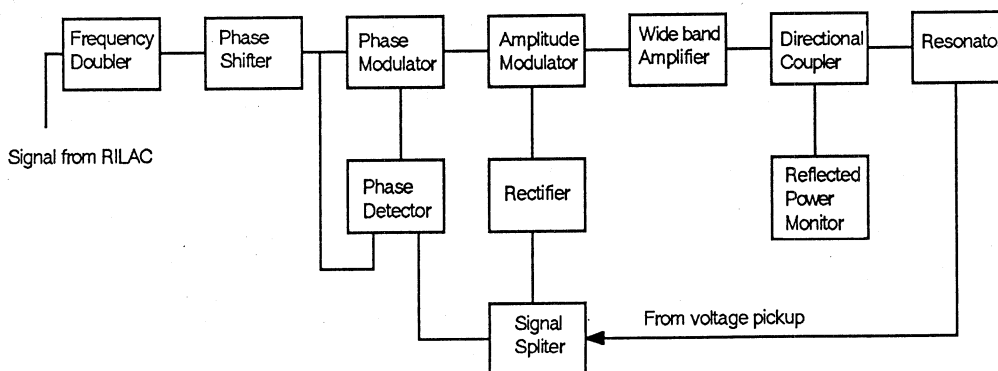 Frequency
Doubler
Phase
Shifter
Phase
Modulator
Amplitude
Modulator
Wide band
Amplifier
Directional
Coupler
Resonato
Signal from RILAC
Phase
Detector
Rectifier
Reflected
Power
Monitor
Signal
Spliter
From voltage pickup